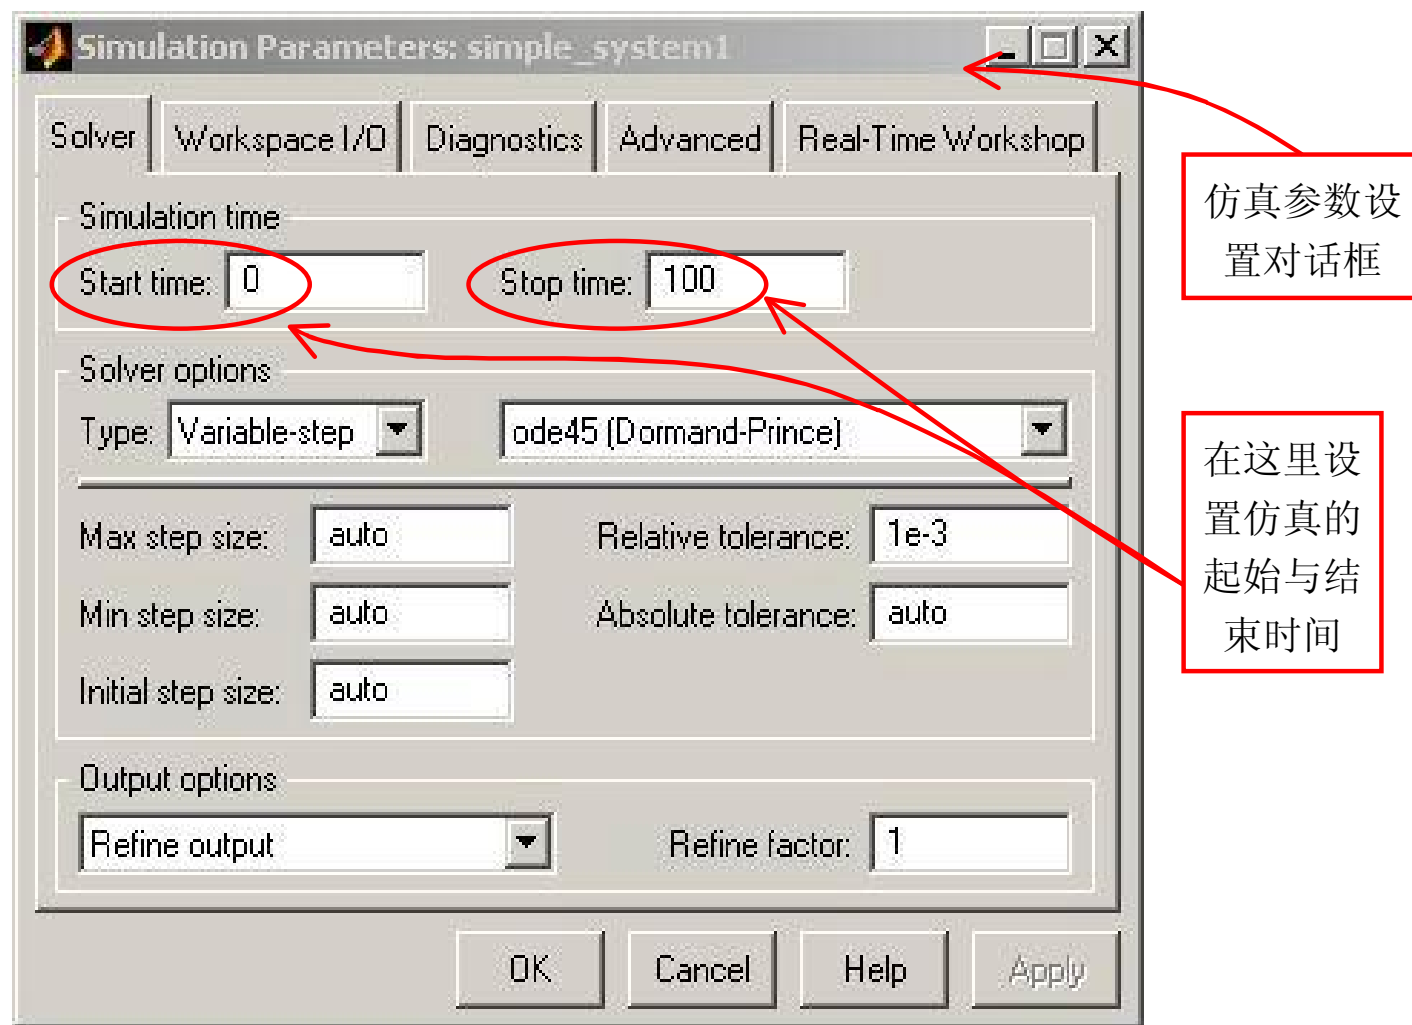 Simulation Parameters: simple_system1
Solver Workspace I/O Diagnostics Advanced Real-Time Workshop
Simulation time
Start time: 0 Stop time: 100
Solver options
Type: Variable-step ode45 (Dormand-Prince)
Max step size: auto Relative tolerance: 1e-3
Min step size: auto Absolute tolerance: auto
Initial step size: auto
Output options
Refine output Refine factor: 1
OK Cancel Help Apply
仿真参数设
置对话框
在这里设
置仿真的
起始与结
束时间